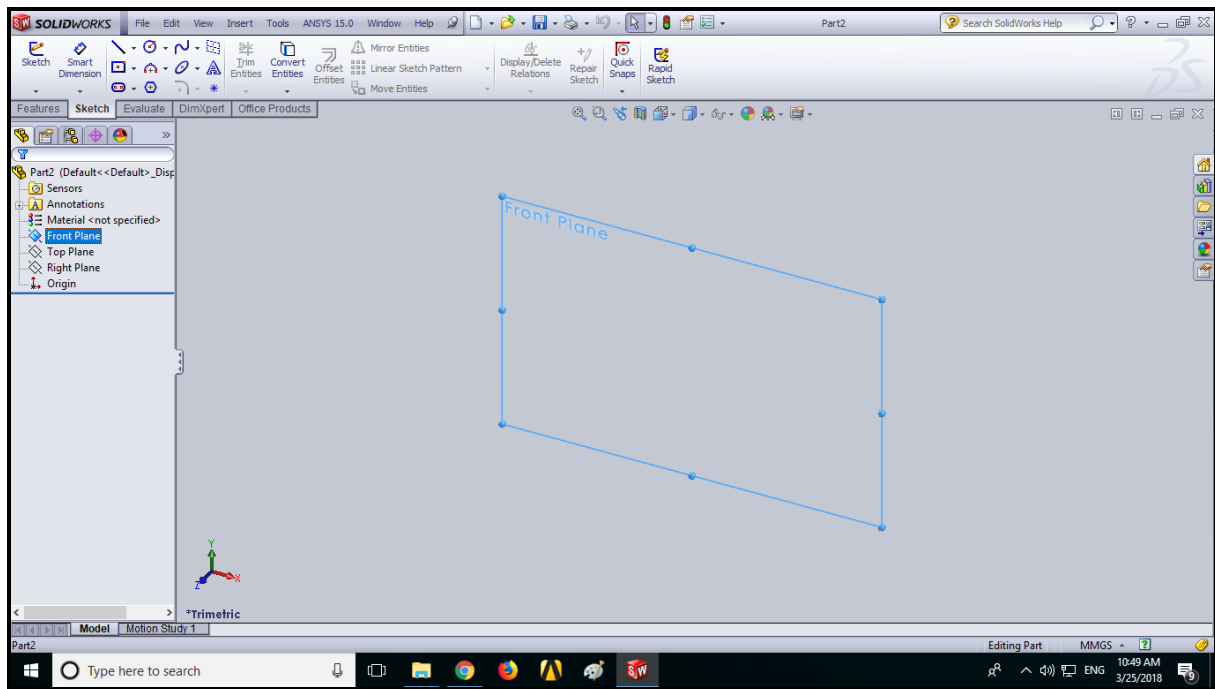 SOLIDWORKS File Edit View Insert Tools ANSYS 15.0 Window Help Part2 Search SolidWorks Help
Sketch Smart Dimension Trim Entities Convert Entities Offset Entities Mirror Entities Linear Sketch Pattern Move Entities Display/Delete Relations Repair Sketch Quick Snaps Rapid Sketch
Features Sketch Evaluate DimXpert Office Products
Part2 (Default<<Default>_Disp
Sensors
Annotations
Material <not specified>
Front Plane
Top Plane
Right Plane
Origin
Front Plane
Y
X
Z
*Trimetric
Model Motion Study 1
Part2 Editing Part MMGS
Type here to search ENG 10:49 AM
3/25/2018